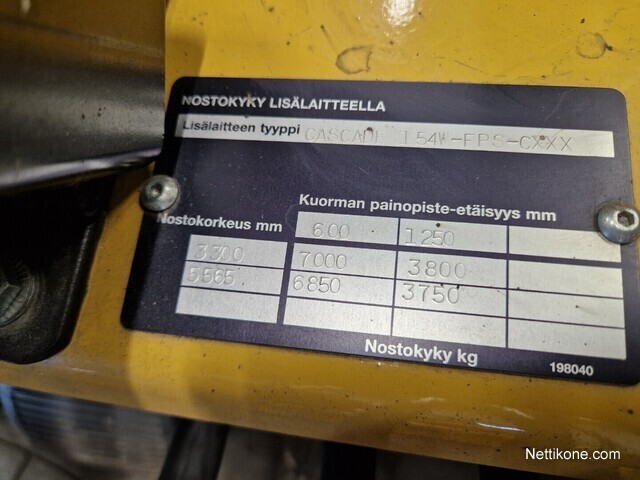 NOSTOKYKY LISÄLAITTEELLA
Lisälaitteen tyyppi CASCADE 154W-FPS-CXXX
Kuorman painopiste-etäisyys mm
Nostokorkeus mm 600 1250
3300 7000 3800
5565 6850 3750
Nostokyky kg
198040
Nettikone.com